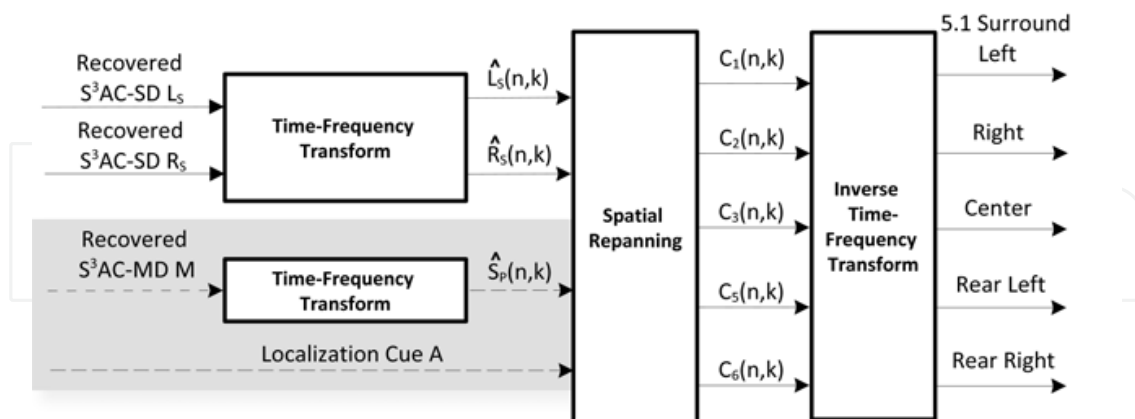 Recovered
S³AC-SD Lₛ
Recovered
S³AC-SD Rₛ
Time-Frequency
Transform
L̂ₛ(n,k)
R̂ₛ(n,k)
Recovered
S³AC-MD M
Time-Frequency
Transform
Ŝₚ(n,k)
Localization Cue A
Spatial
Repanning
C₁(n,k)
C₂(n,k)
C₃(n,k)
C₅(n,k)
C₆(n,k)
Inverse
Time-
Frequency
Transform
5.1 Surround
Left
Right
Center
Rear Left
Rear Right